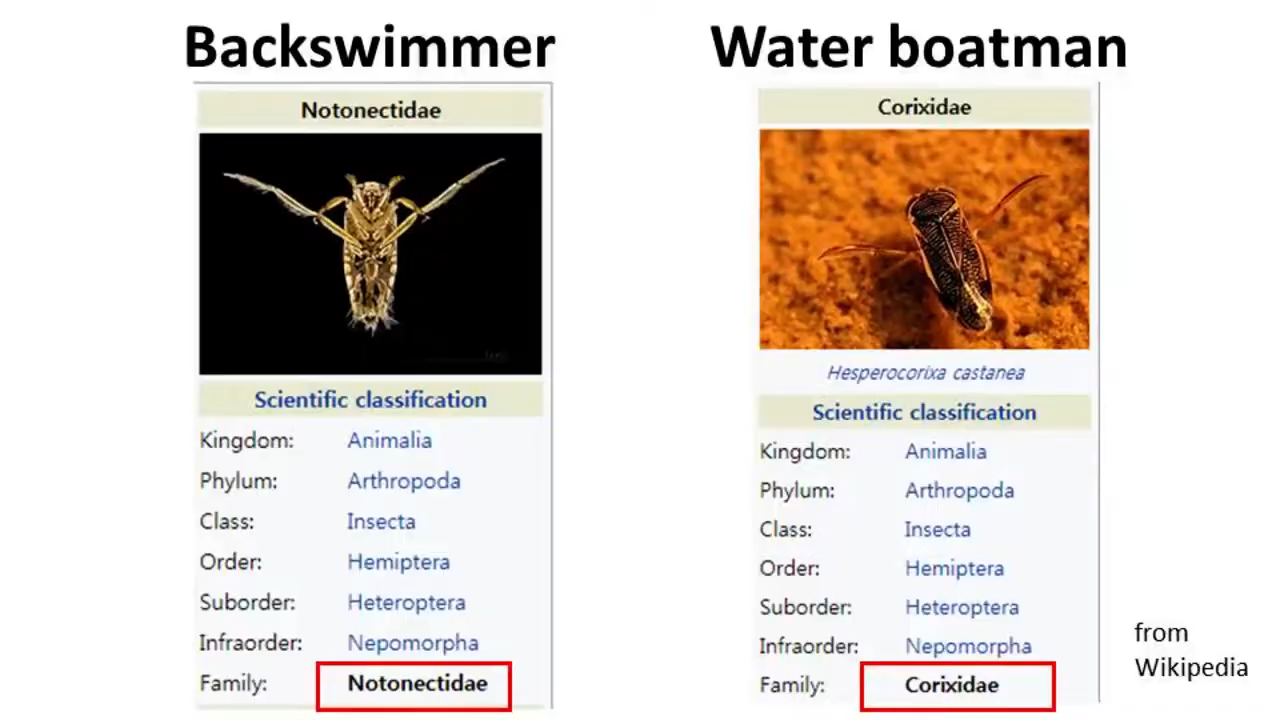 Backswimmer
Notonectidae
Scientific classification
Kingdom: Animalia
Phylum: Arthropoda
Class: Insecta
Order: Hemiptera
Suborder: Heteroptera
Infraorder: Nepomorpha
Family: Notonectidae
Water boatman
Corixidae
Hesperocorixa castanea
Scientific classification
Kingdom: Animalia
Phylum: Arthropoda
Class: Insecta
Order: Hemiptera
Suborder: Heteroptera
Infraorder: Nepomorpha
Family: Corixidae
from
Wikipedia